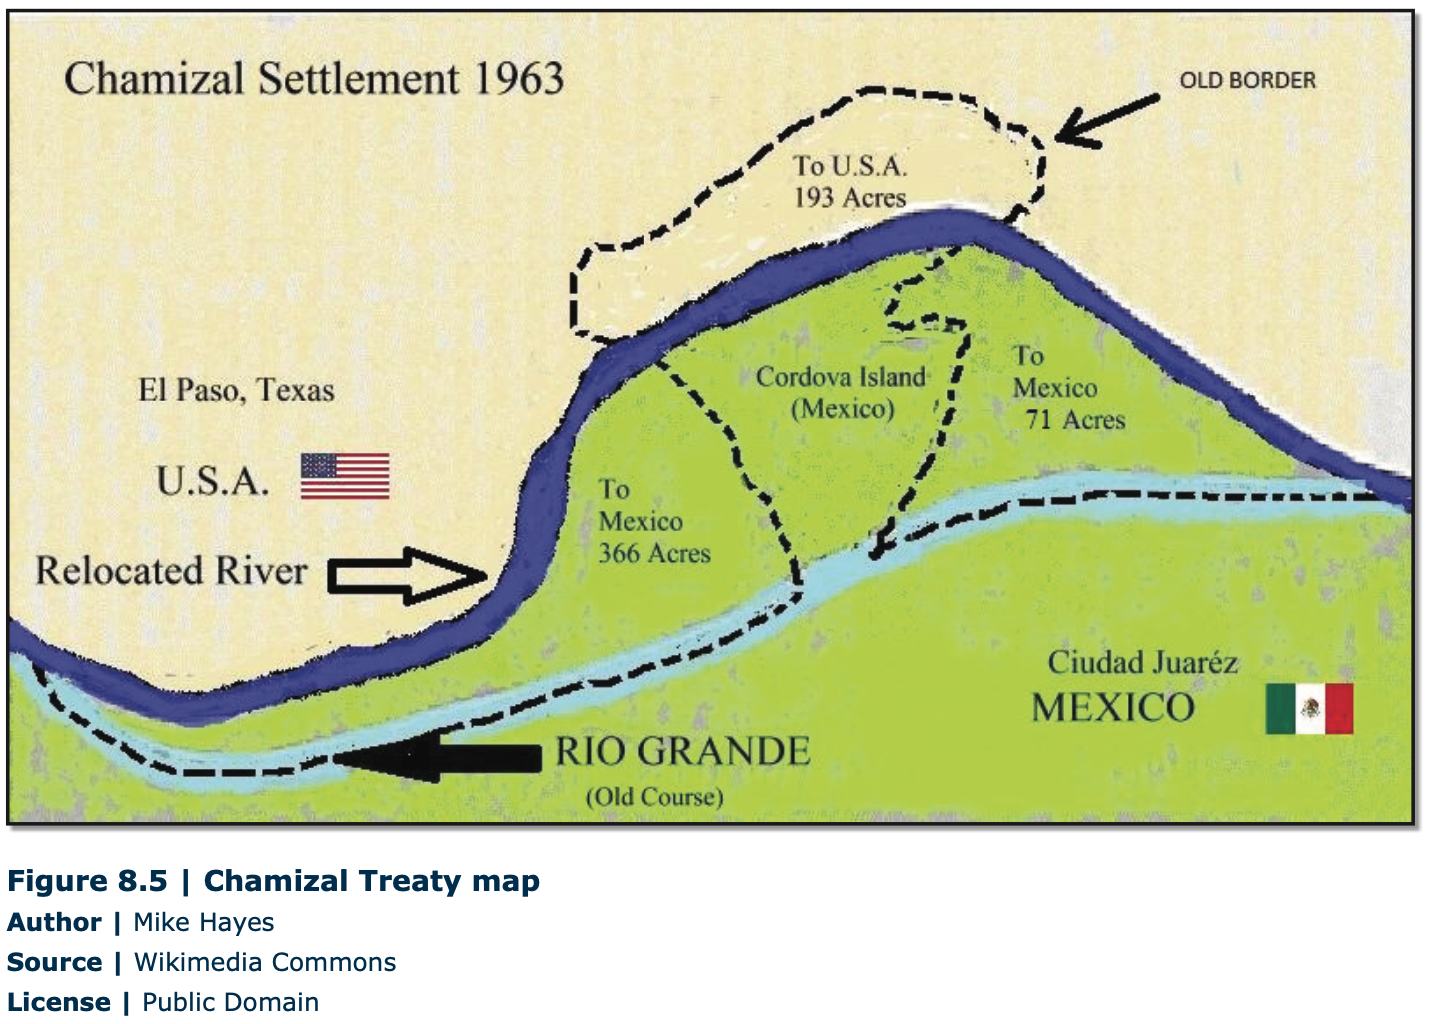 Chamizal Settlement 1963
OLD BORDER
To U.S.A.
193 Acres
El Paso, Texas
U.S.A.
Cordova Island
(Mexico)
To
Mexico
71 Acres
To
Mexico
366 Acres
Relocated River
Ciudad Juaréz
MEXICO
RIO GRANDE
(Old Course)
Figure 8.5 | Chamizal Treaty map
Author | Mike Hayes
Source | Wikimedia Commons
License | Public Domain